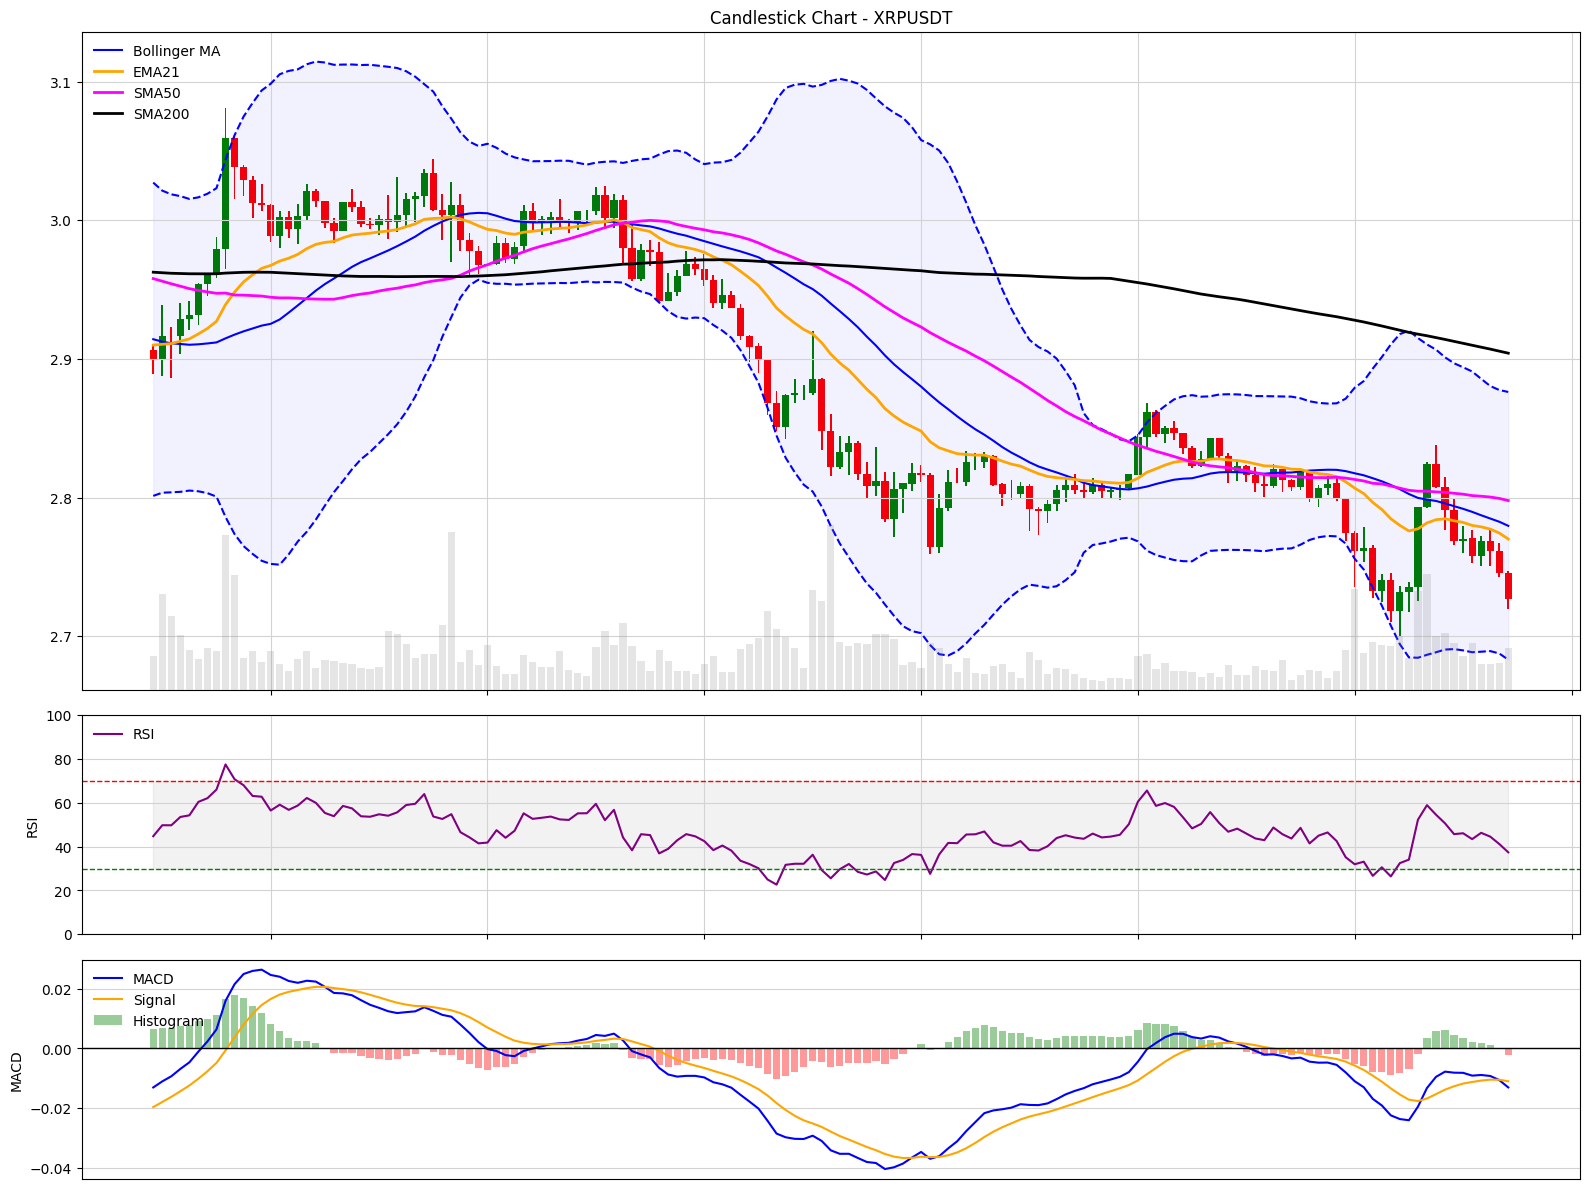 Candlestick Chart - XRPUSDT
Bollinger MA
EMA21
SMA50
SMA200
3.1
3.0
2.9
2.8
2.7
RSI
100
80
60
40
20
0
RSI
MACD
Signal
Histogram
0.02
0.00
−0.02
−0.04
MACD